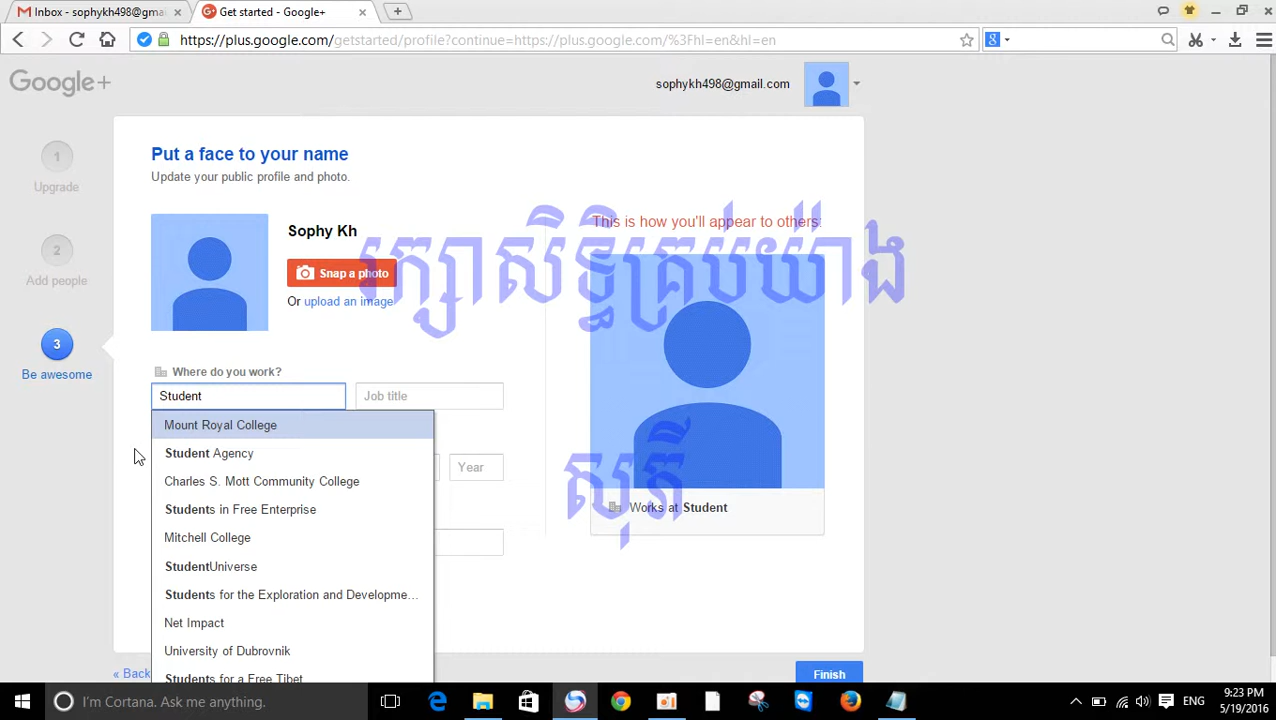 Inbox - sophykh498@gmai
Get started - Google+
https://plus.google.com/getstarted/profile?continue=https://plus.google.com/%3Fhl=en&hl=en
Google+
sophykh498@gmail.com
1
Upgrade
2
Add people
3
Be awesome
Put a face to your name
Update your public profile and photo.
Sophy Kh
Snap a photo
Or upload an image
This is how you'll appear to others:
រក្សាសិទ្ធិគ្រប់យ៉ាង
សុភី
Where do you work?
Student
Job title
Mount Royal College
Student Agency
Charles S. Mott Community College
Students in Free Enterprise
Mitchell College
StudentUniverse
Students for the Exploration and Developme...
Net Impact
University of Dubrovnik
Students for a Free Tibet
Year
Works at Student
« Back
Finish
I'm Cortana. Ask me anything.
ENG
9:23 PM
5/19/2016